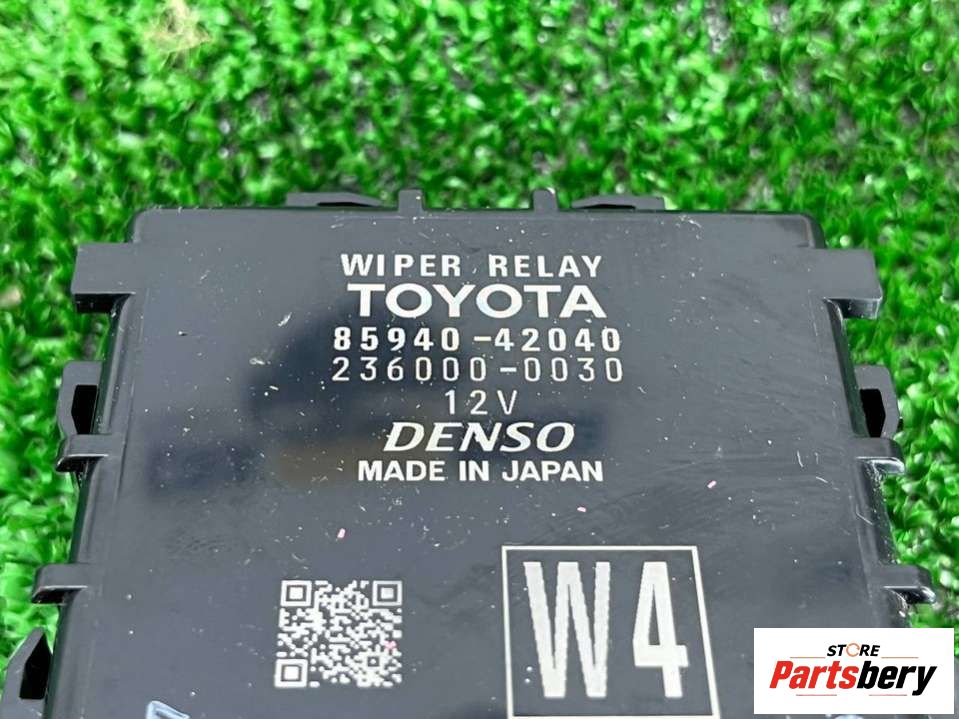 WIPER RELAY
TOYOTA
85940-42040
236000-0030
12V
DENSO
MADE IN JAPAN
W4
STORE
Partsbery